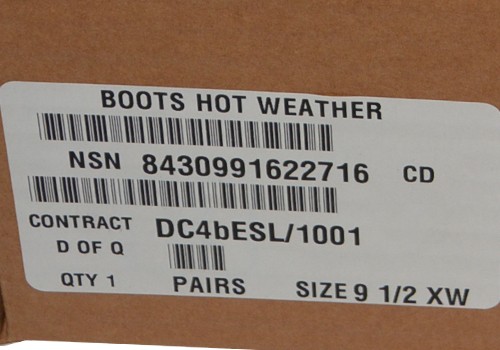 BOOTS HOT WEATHER
NSN 8430991622716 CD
CONTRACT DC4bESL/1001
D OF Q
QTY 1 PAIRS SIZE 9 1/2 XW